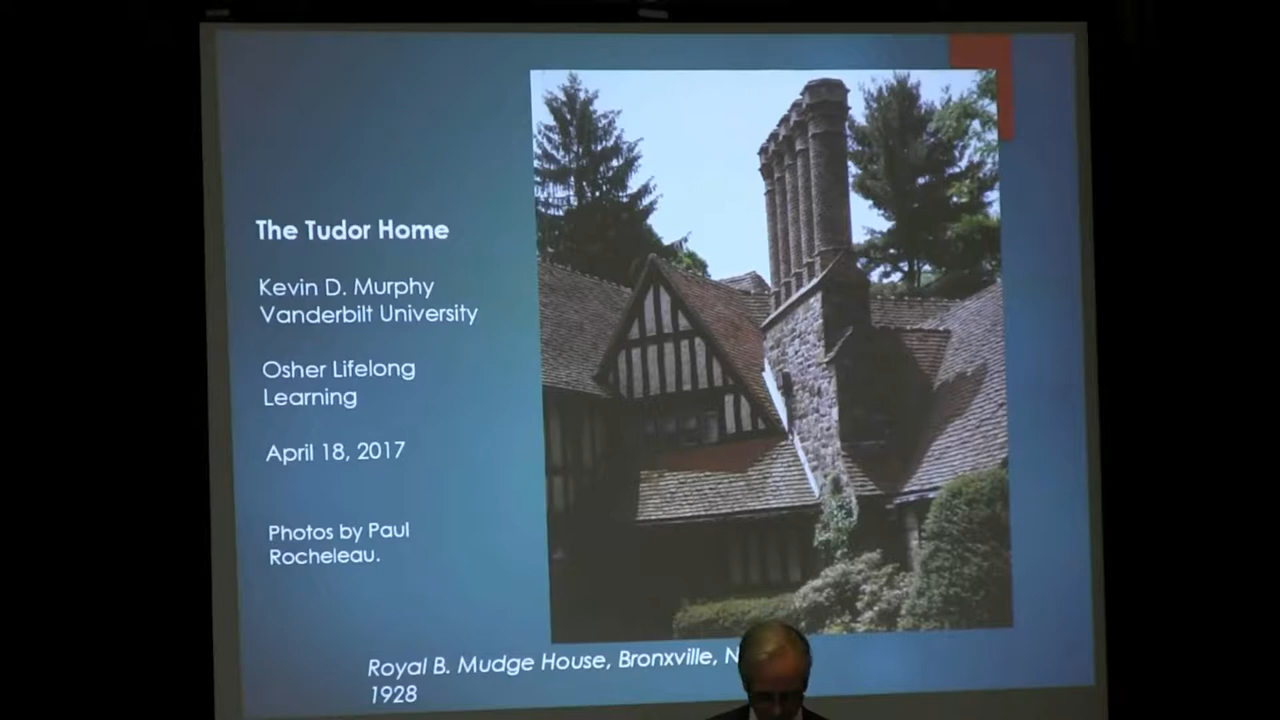 The Tudor Home
Kevin D. Murphy
Vanderbilt University
Osher Lifelong
Learning
April 18, 2017
Photos by Paul
Rocheleau.
Royal B. Mudge House, Bronxville,
1928